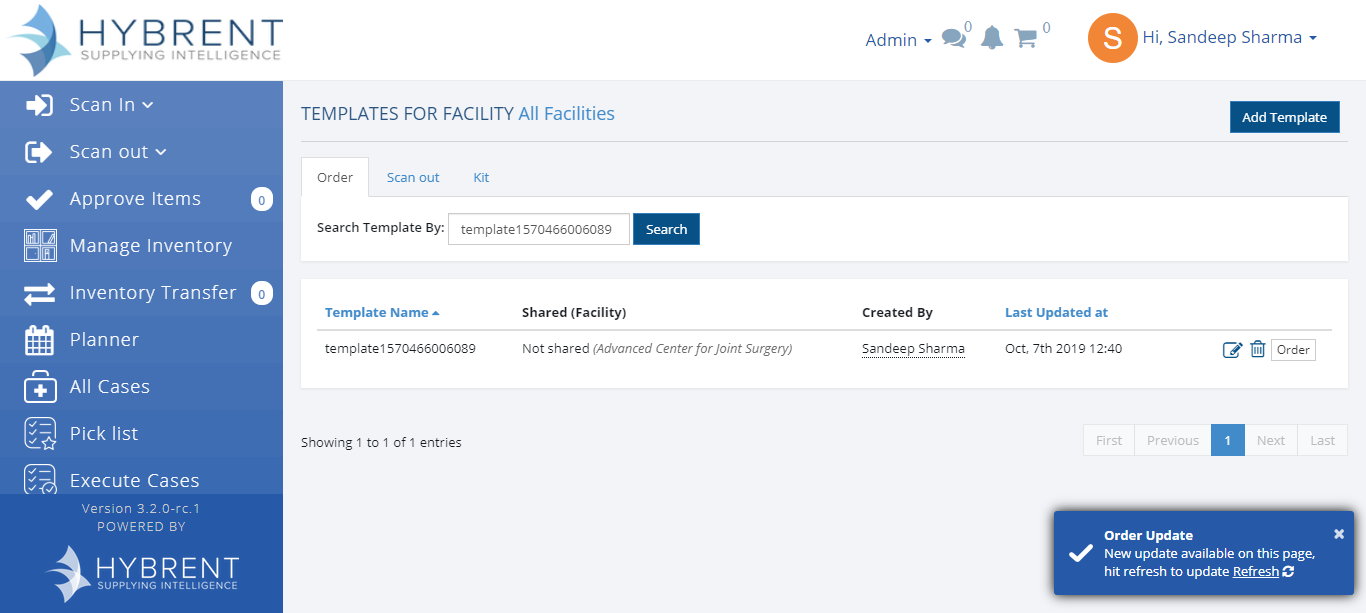 HYBRENT
SUPPLYING INTELLIGENCE
Admin 0 0 S Hi, Sandeep Sharma
Scan In
Scan out
Approve Items 0
Manage Inventory
Inventory Transfer 0
Planner
All Cases
Pick list
Execute Cases
Version 3.2.0-rc.1
POWERED BY
HYBRENT
SUPPLYING INTELLIGENCE
TEMPLATES FOR FACILITY All Facilities
Add Template
Order Scan out Kit
Search Template By: template1570466006089 Search
Template Name Shared (Facility) Created By Last Updated at
template1570466006089 Not shared (Advanced Center for Joint Surgery) Sandeep Sharma Oct, 7th 2019 12:40 Order
Showing 1 to 1 of 1 entries
First Previous 1 Next Last
Order Update
New update available on this page,
hit refresh to update Refresh